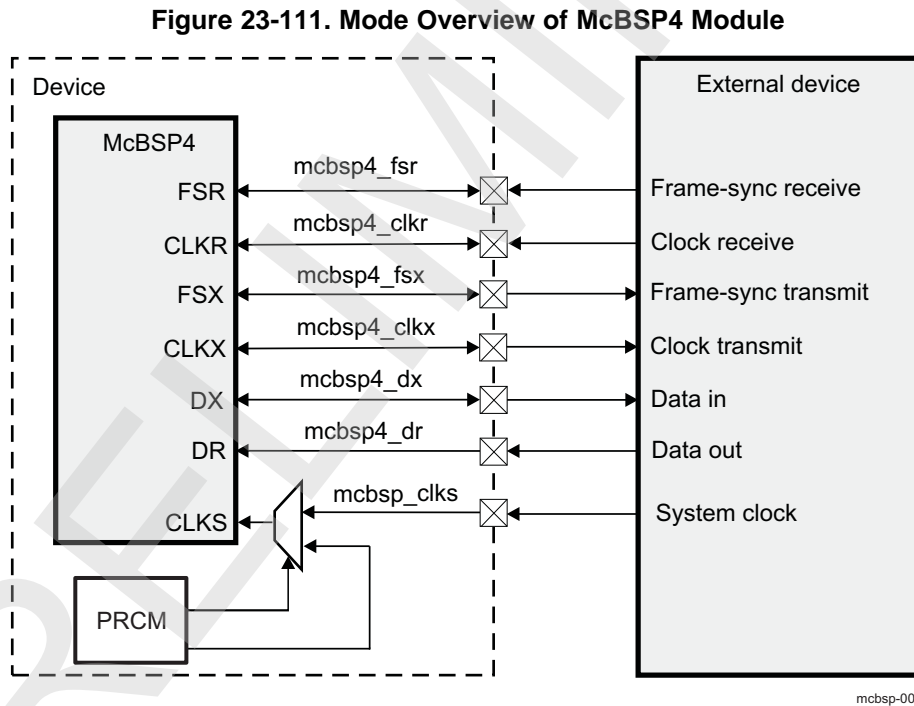 Figure 23-111. Mode Overview of McBSP4 Module
Device
External device
McBSP4
mcbsp4_fsr
FSR
Frame-sync receive
mcbsp4_clkr
CLKR
Clock receive
mcbsp4_fsx
FSX
Frame-sync transmit
mcbsp4_clkx
CLKX
Clock transmit
mcbsp4_dx
DX
Data in
mcbsp4_dr
DR
Data out
mcbsp_clks
CLKS
System clock
PRCM
mcbsp-00